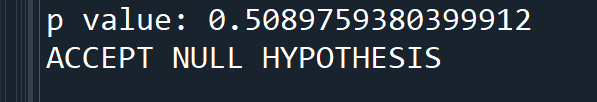 p value: 0.5089759380399912
ACCEPT NULL HYPOTHESIS